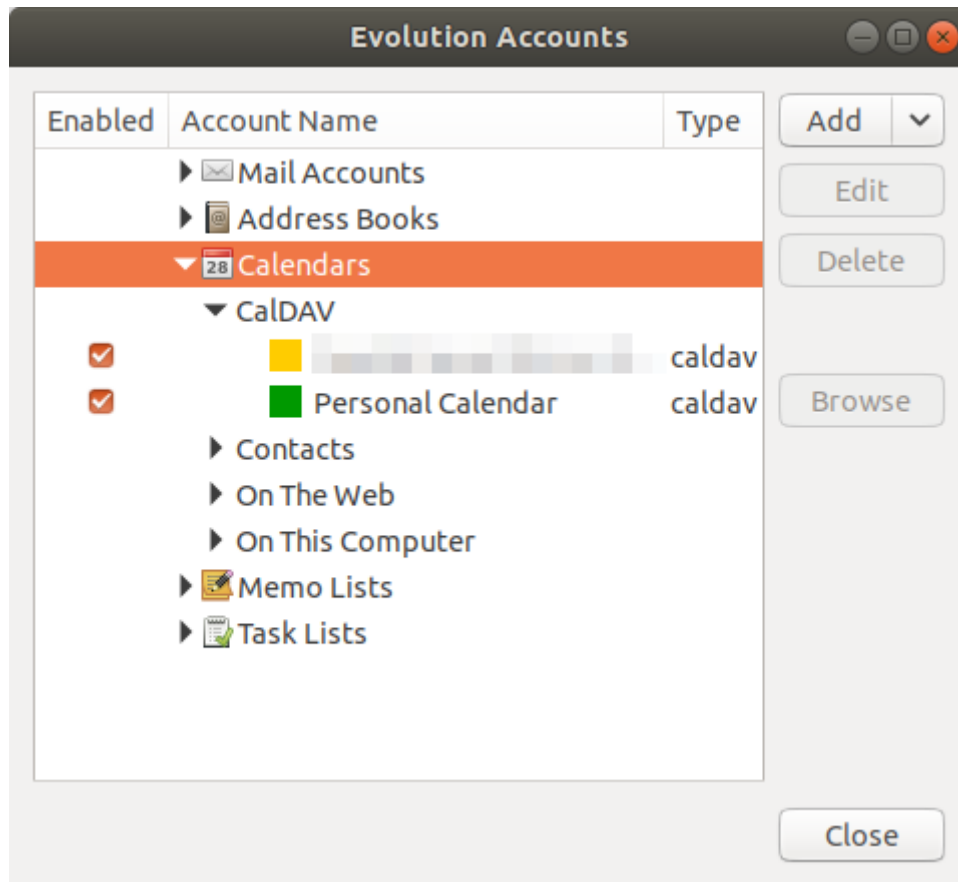 Evolution Accounts
Enabled Account Name Type Add
Mail Accounts
Edit
Address Books
28 Calendars Delete
CalDAV
caldav
Personal Calendar caldav Browse
Contacts
On The Web
On This Computer
Memo Lists
Task Lists
Close